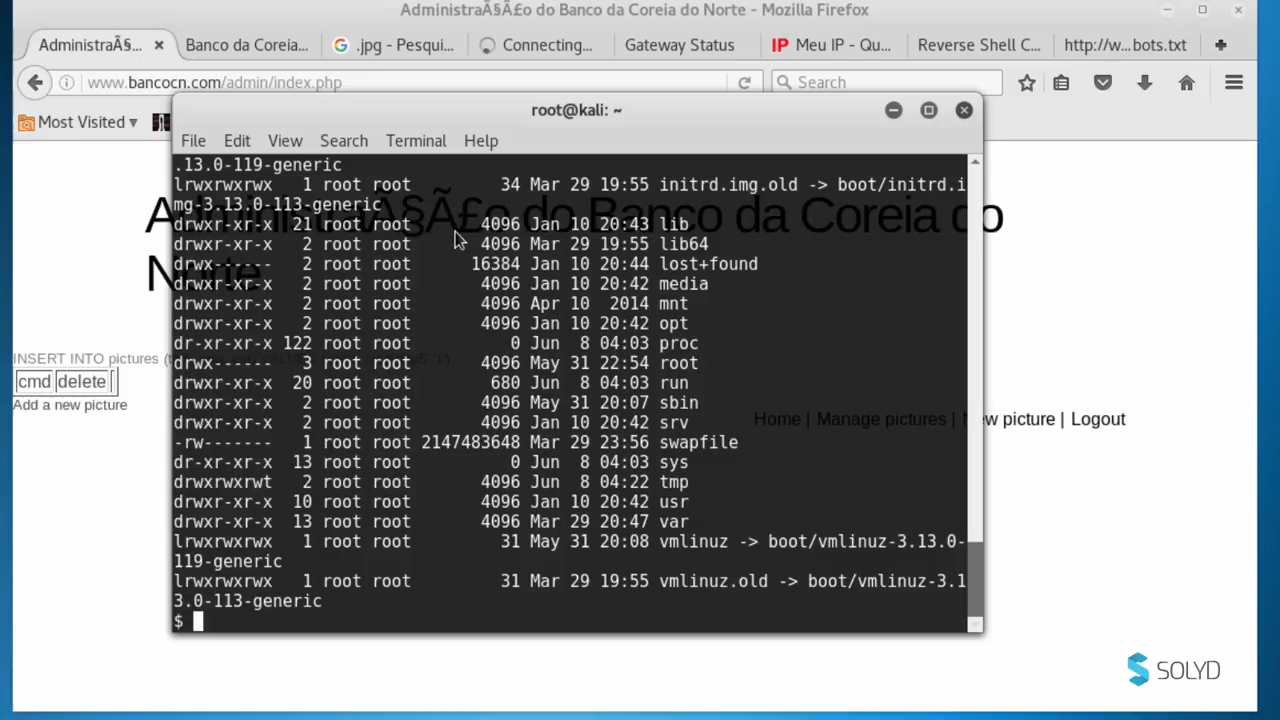 AdministraÃ§Ã£o do Banco da Coreia do Norte - Mozilla Firefox
AdministraÃ§... Banco da Coreia... .jpg - Pesqui... Connecting... Gateway Status IP Meu IP - Qu... Reverse Shell C... http://w...bots.txt
www.bancocn.com/admin/index.php Search
Most Visited
root@kali: ~
File Edit View Search Terminal Help
.13.0-119-generic
lrwxrwxrwx 1 root root 34 Mar 29 19:55 initrd.img.old -> boot/initrd.i
mg-3.13.0-113-generic
drwxr-xr-x 21 root root 4096 Jan 10 20:43 lib
drwxr-xr-x 2 root root 4096 Mar 29 19:55 lib64
drwx------ 2 root root 16384 Jan 10 20:44 lost+found
drwxr-xr-x 2 root root 4096 Jan 10 20:42 media
drwxr-xr-x 2 root root 4096 Apr 10 2014 mnt
drwxr-xr-x 2 root root 4096 Jan 10 20:42 opt
dr-xr-xr-x 122 root root 0 Jun 8 04:03 proc
drwx------ 3 root root 4096 May 31 22:54 root
drwxr-xr-x 20 root root 680 Jun 8 04:03 run
drwxr-xr-x 2 root root 4096 May 31 20:07 sbin
drwxr-xr-x 2 root root 4096 Jan 10 20:42 srv
-rw------- 1 root root 2147483648 Mar 29 23:56 swapfile
dr-xr-xr-x 13 root root 0 Jun 8 04:03 sys
drwxrwxrwt 2 root root 4096 Jun 8 04:22 tmp
drwxr-xr-x 10 root root 4096 Jan 10 20:42 usr
drwxr-xr-x 13 root root 4096 Mar 29 20:47 var
lrwxrwxrwx 1 root root 31 May 31 20:08 vmlinuz -> boot/vmlinuz-3.13.0-
119-generic
lrwxrwxrwx 1 root root 31 Mar 29 19:55 vmlinuz.old -> boot/vmlinuz-3.1
3.0-113-generic
$
AdministraÃ§Ã£o do Banco da Coreia do
Norte
INSERT INTO pictures
cmd delete
Add a new picture
Home | Manage pictures | New picture | Logout
SOLYD